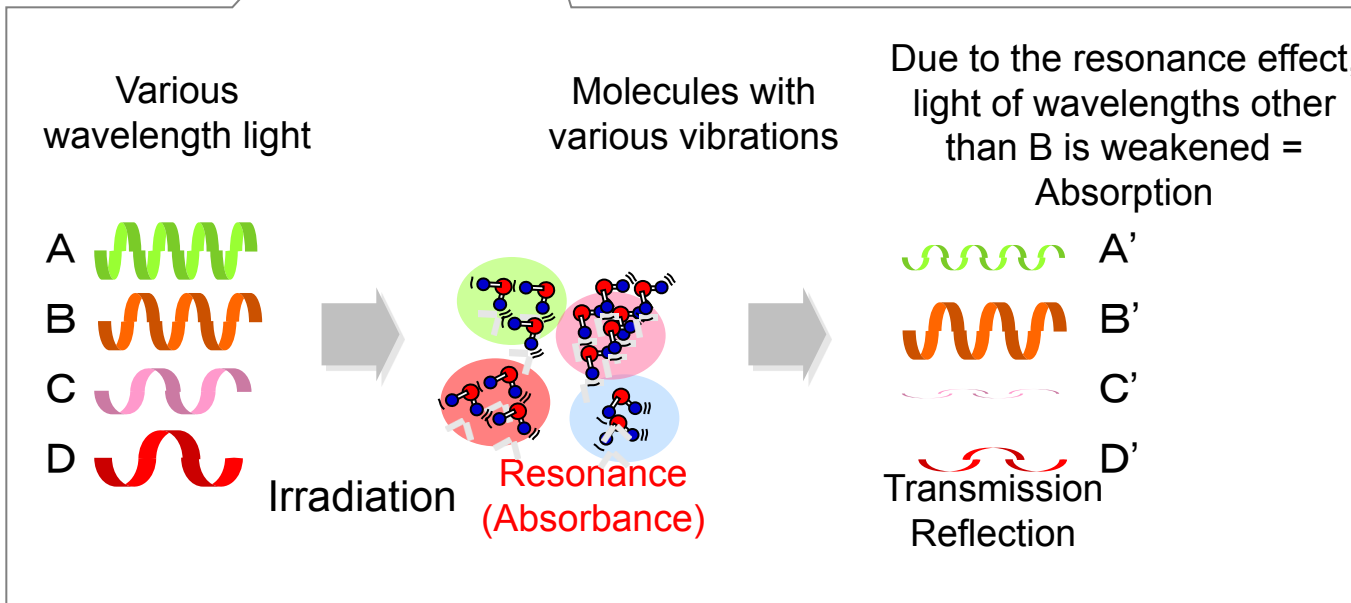 Various
wavelength light
Molecules with
various vibrations
Due to the resonance effect,
light of wavelengths other
than B is weakened =
Absorption
A
B
C
D
A’
B’
C’
D’
Irradiation
Resonance
(Absorbance)
Transmission
Reflection